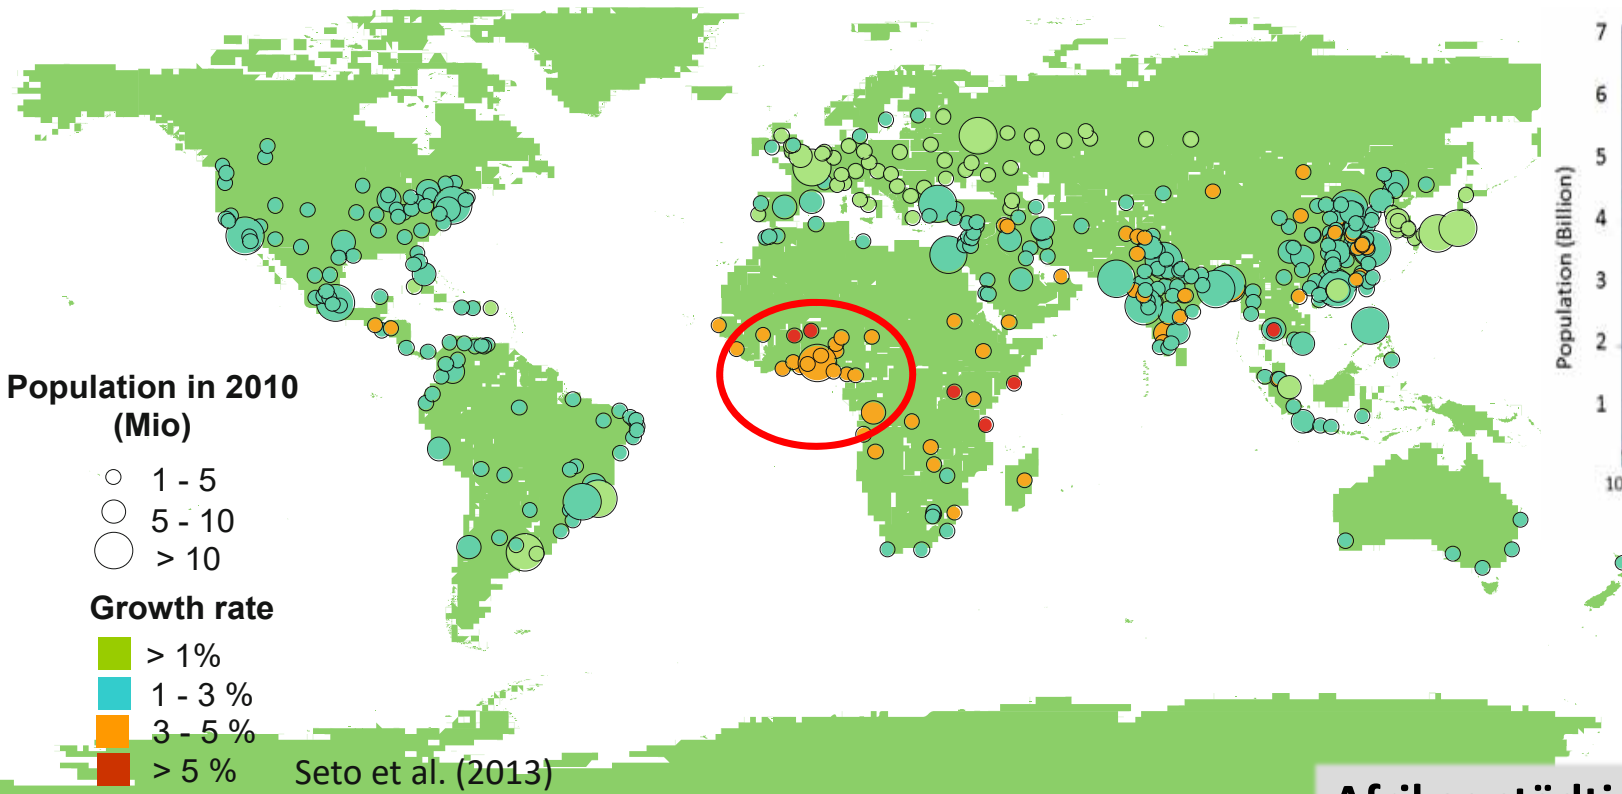 Population in 2010
(Mio)
1 - 5
5 - 10
> 10
Growth rate
> 1%
1 - 3 %
3 - 5 %
> 5 %
Seto et al. (2013)
Population (Billion)
7
6
5
4
3
2
1
10